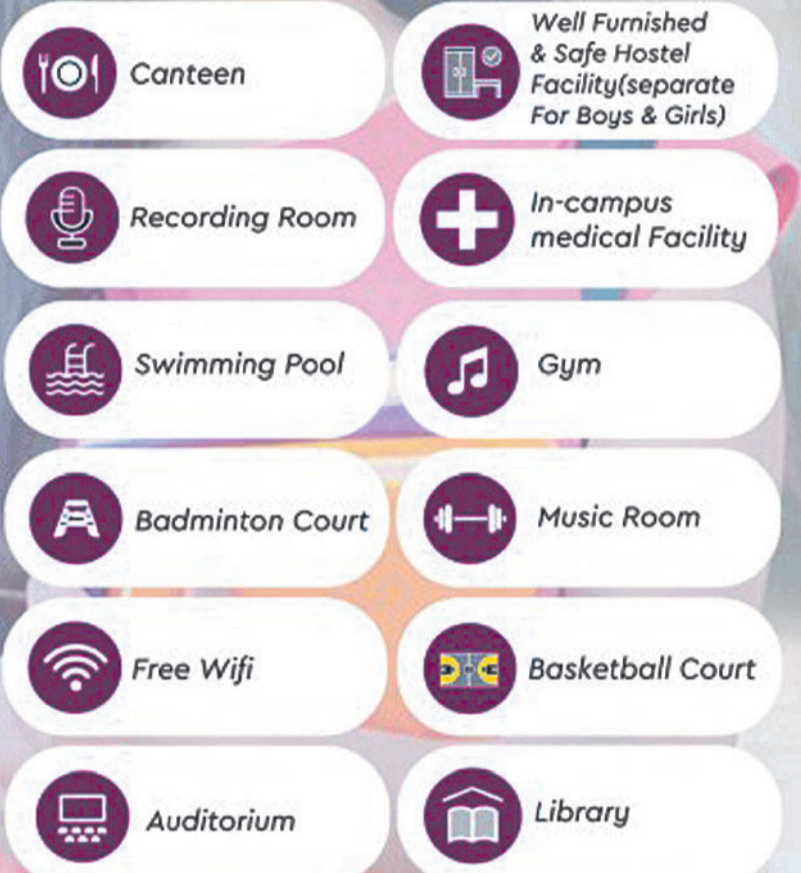 Canteen
Well Furnished
& Safe Hostel
Facility(separate
For Boys & Girls)
Recording Room
In-campus
medical Facility
Swimming Pool
Gym
Badminton Court
Music Room
Free Wifi
Basketball Court
Auditorium
Library